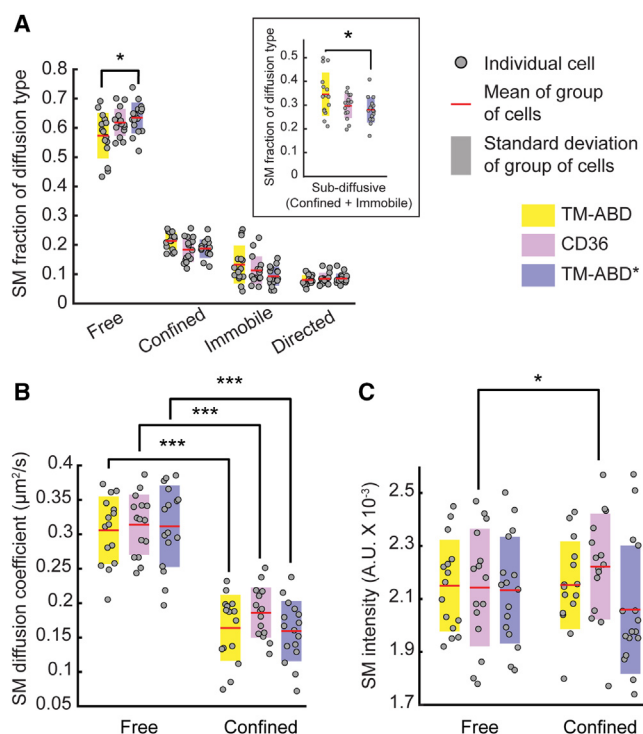 A
SM fraction of diffusion type
0.8
0.7
0.6
0.5
0.4
0.3
0.2
0.1
0
*
Free
Confined
Immobile
Directed
SM fraction of diffusion type
0.5
0.4
0.3
0.2
0.1
0
*
Sub-diffusive
(Confined + Immobile)
Individual cell
Mean of group
of cells
Standard deviation
of group of cells
TM-ABD
CD36
TM-ABD*
B
SM diffusion coefficient (µm²/s)
0.4
0.35
0.3
0.25
0.2
0.15
0.1
0.05
***
***
***
Free
Confined
C
SM intensity (A.U. X 10⁻³)
2.5
2.3
2.1
1.9
1.7
*
Free
Confined